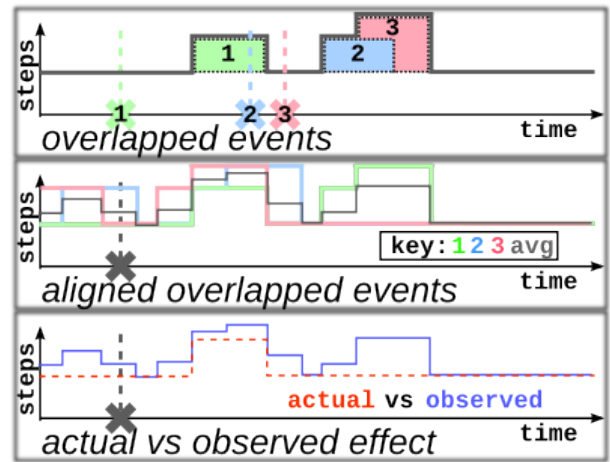 steps
1
2
3
1
2
3
time
overlapped events
steps
key: 1 2 3 avg
time
aligned overlapped events
steps
actual vs observed
time
actual vs observed effect